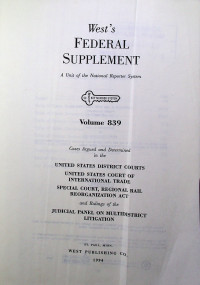 West's
FEDERAL
SUPPLEMENT
A Unit of the National Reporter System
Volume 839
Cases Argued and Determined
in the
UNITED STATES DISTRICT COURTS
UNITED STATES COURT OF
INTERNATIONAL TRADE
SPECIAL COURT, REGIONAL RAIL
REORGANIZATION ACT
and Rulings of the
JUDICIAL PANEL ON MULTIDISTRICT
LITIGATION
ST. PAUL, MINN.
WEST PUBLISHING CO.
1994